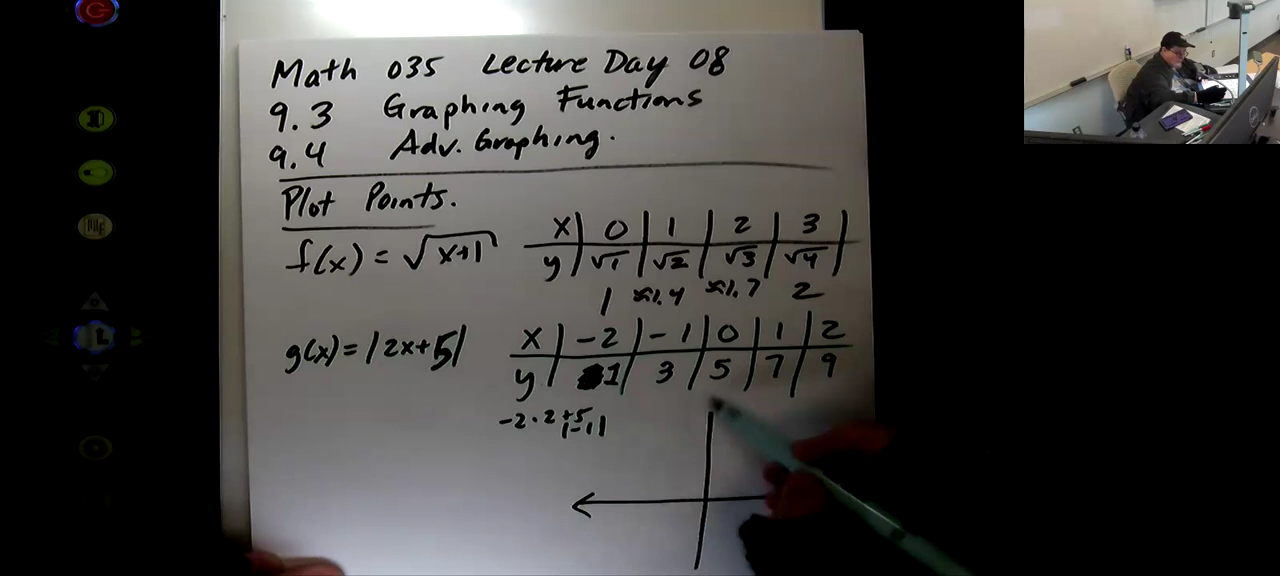 Math 035 Lecture Day 08
9.3 Graphing Functions
9.4 Adv. Graphing.
Plot Points.
f(x) = √x+1
x | 0 | 1 | 2 | 3 |
y | √1 | √2 | √3 | √4 |
1 ≈1.4 ≈1.7 2
g(x)=|2x+5|
x | -2 | -1 | 0 | 1 | 2
y | 1 | 3 | 5 | 7 | 9
-2·2+5
|-1|